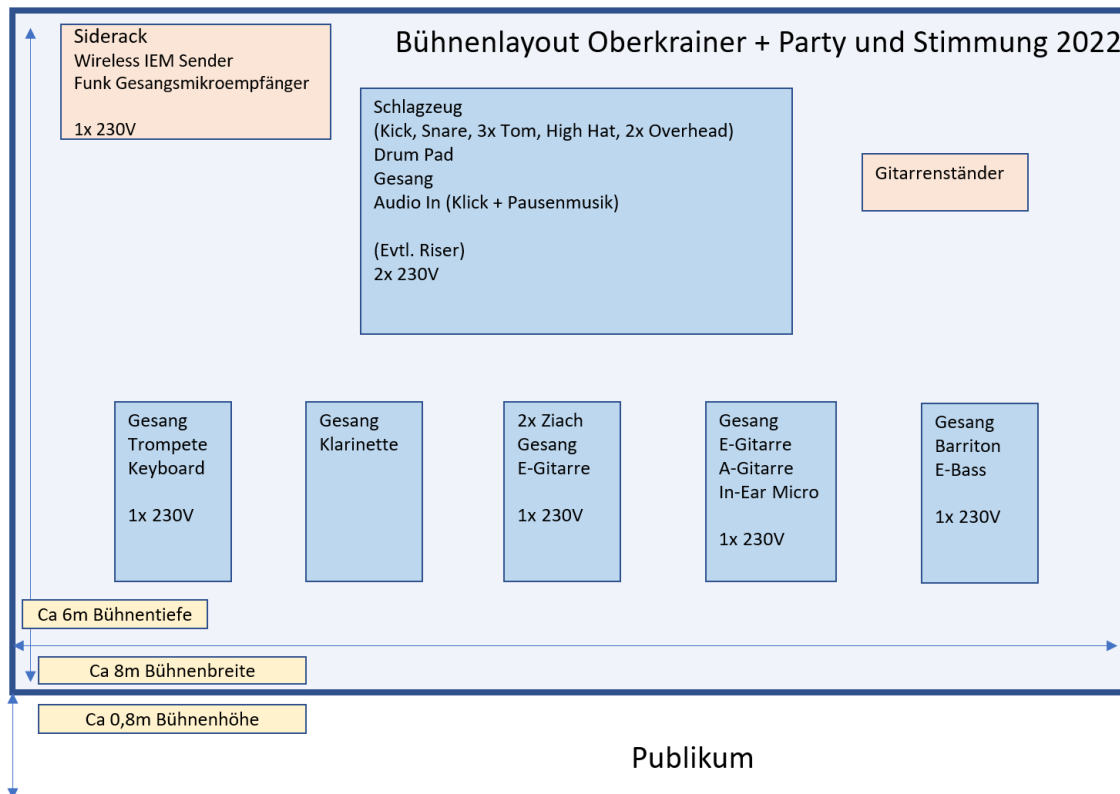 Siderack
Wireless IEM Sender
Funk Gesangsmikroempfänger
1x 230V
Bühnenlayout Oberkrainer + Party und Stimmung 2022
Schlagzeug
(Kick, Snare, 3x Tom, High Hat, 2x Overhead)
Drum Pad
Gesang
Audio In (Klick + Pausenmusik)
(Evtl. Riser)
2x 230V
Gitarrenständer
Gesang
Trompete
Keyboard
1x 230V
Gesang
Klarinette
2x Ziach
Gesang
E-Gitarre
1x 230V
Gesang
E-Gitarre
A-Gitarre
In-Ear Micro
1x 230V
Gesang
Barriton
E-Bass
1x 230V
Ca 6m Bühnentiefe
Ca 8m Bühnenbreite
Ca 0,8m Bühnenhöhe
Publikum